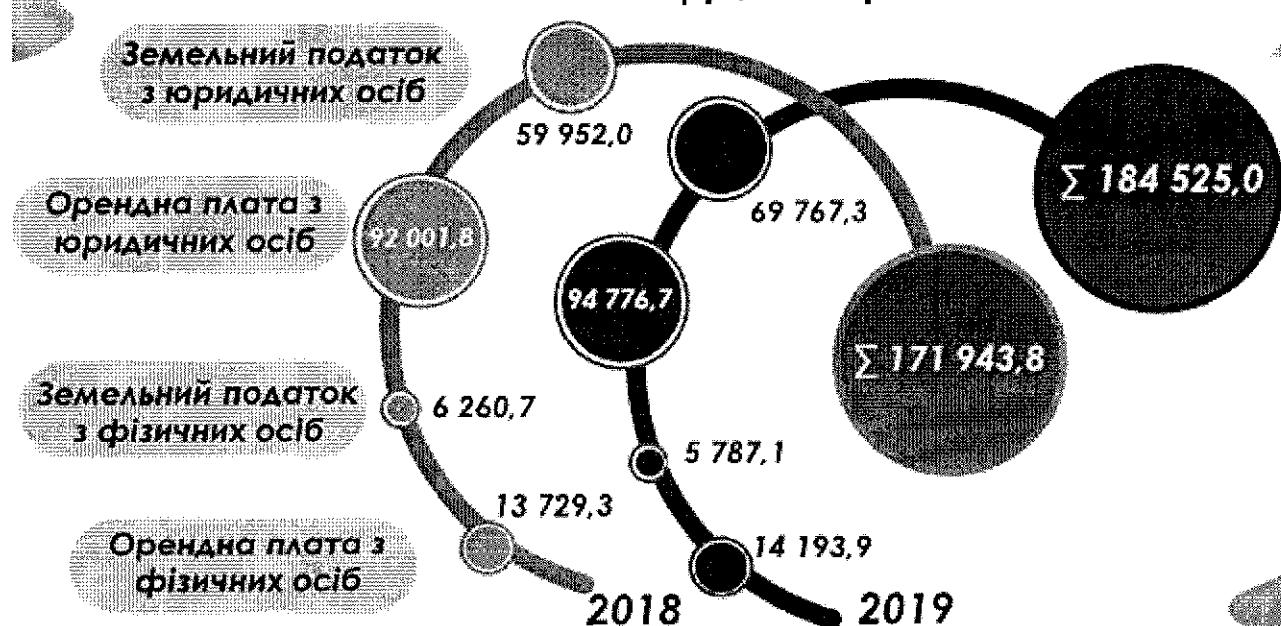 Земельний податок
з юридичних осіб
59 952,0
69 767,3
∑ 184 525,0
Орендна плата з
юридичних осіб
92 001,8
94 776,7
∑ 171 943,8
Земельний податок
з фізичних осіб
6 260,7
5 787,1
Орендна плата з
фізичних осіб
13 729,3
14 193,9
2018
2019